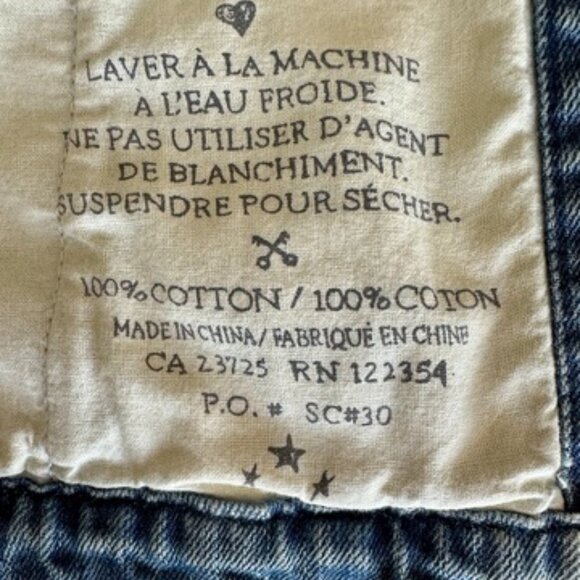 LAVER À LA MACHINE
À L'EAU FROIDE.
NE PAS UTILISER D'AGENT
DE BLANCHIMENT.
SUSPENDRE POUR SÉCHER.
100% COTTON / 100% COTON
MADE IN CHINA / FABRIQUÉ EN CHINE
CA 23725 RN 122354
P.O. # SC#30